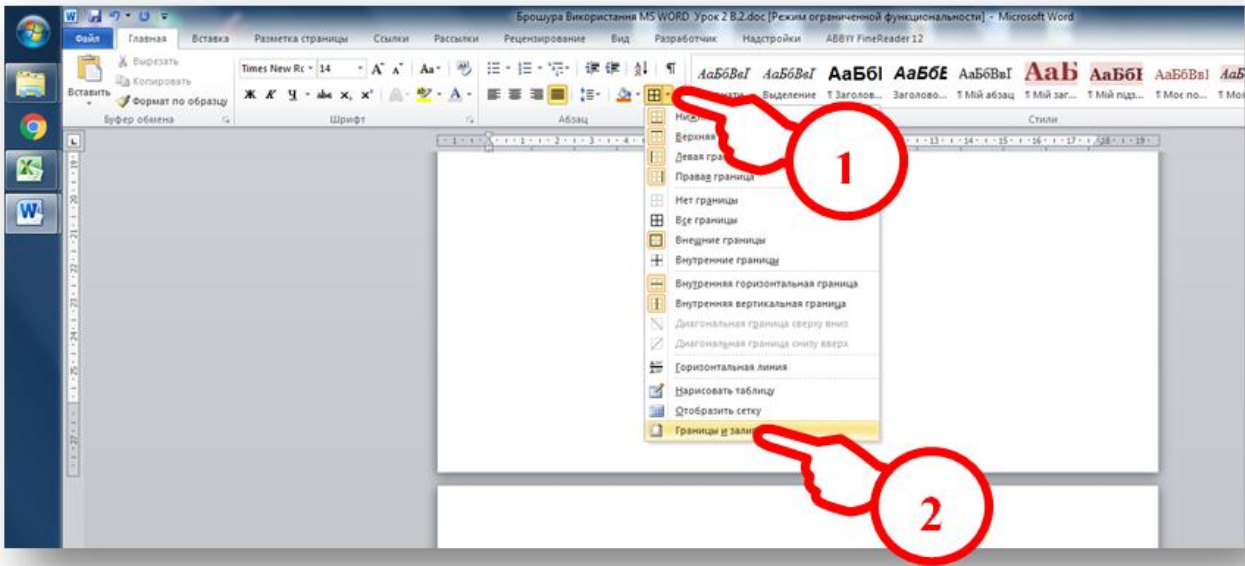 Брошура Використання MS WORD Урок 2 В.2.doc [Режим ограниченной функциональности] - Microsoft Word
Файл Главная Вставка Разметка страницы Ссылки Рассылки Рецензирование Вид Разработчик Надстройки ABBYY FineReader 12
Вставить
Вырезать
Копировать
Формат по образцу
Буфер обмена
Times New Rc 14
Ж К Ч abc x, x'
Шрифт
Абзац
АаБбВвГ АаБбВвГ АаБбІ АаБбЕ АаБбВвІ АаЬ АаБбІ АаБбВвІ АаБ
Выделение ¶ Заголов... Заголово... ¶ Мій абзац ¶ Мій заг... ¶ Мій підз... ¶ Моє по... ¶ Моє
Стили
Верхняя
Левая гра
Правая граница
Нет границы
Все границы
Внешние границы
Внутренние границы
Внутренняя горизонтальная граница
Внутренняя вертикальная граница
Диагональная граница сверху вниз
Диагональная граница снизу вверх
Горизонтальная линия
Нарисовать таблицу
Отобразить сетку
Границы и зали
1
2